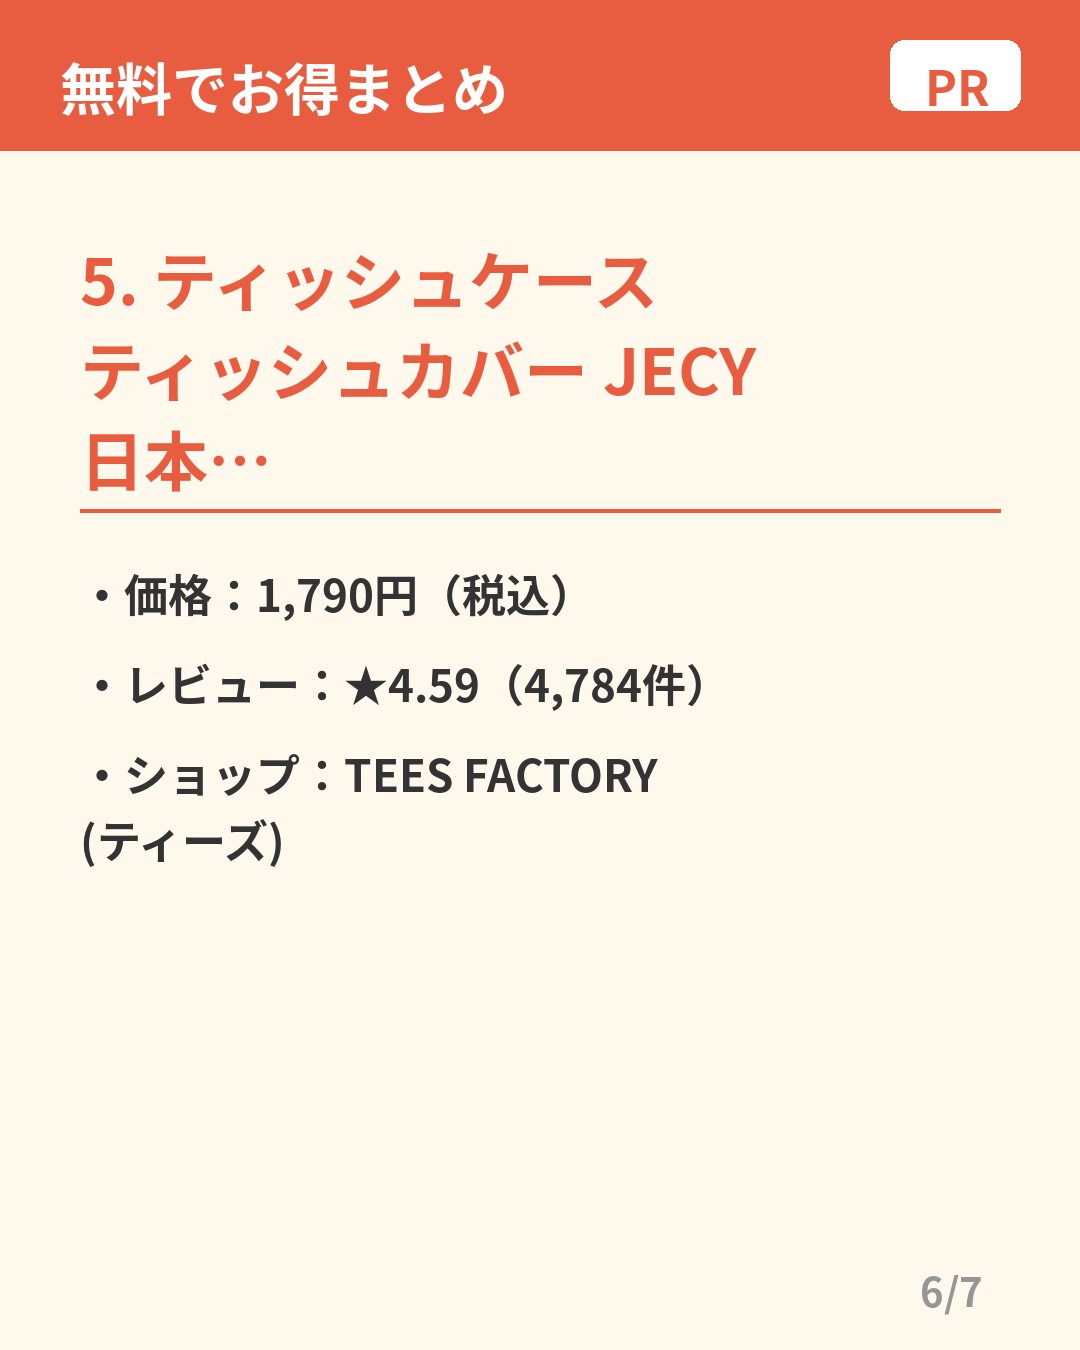 無料でお得まとめ
PR
5. ティッシュケース
ティッシュカバー JECY
日本…
・価格：1,790円（税込）
・レビュー：★4.59（4,784件）
・ショップ：TEES FACTORY
(ティーズ)
6/7